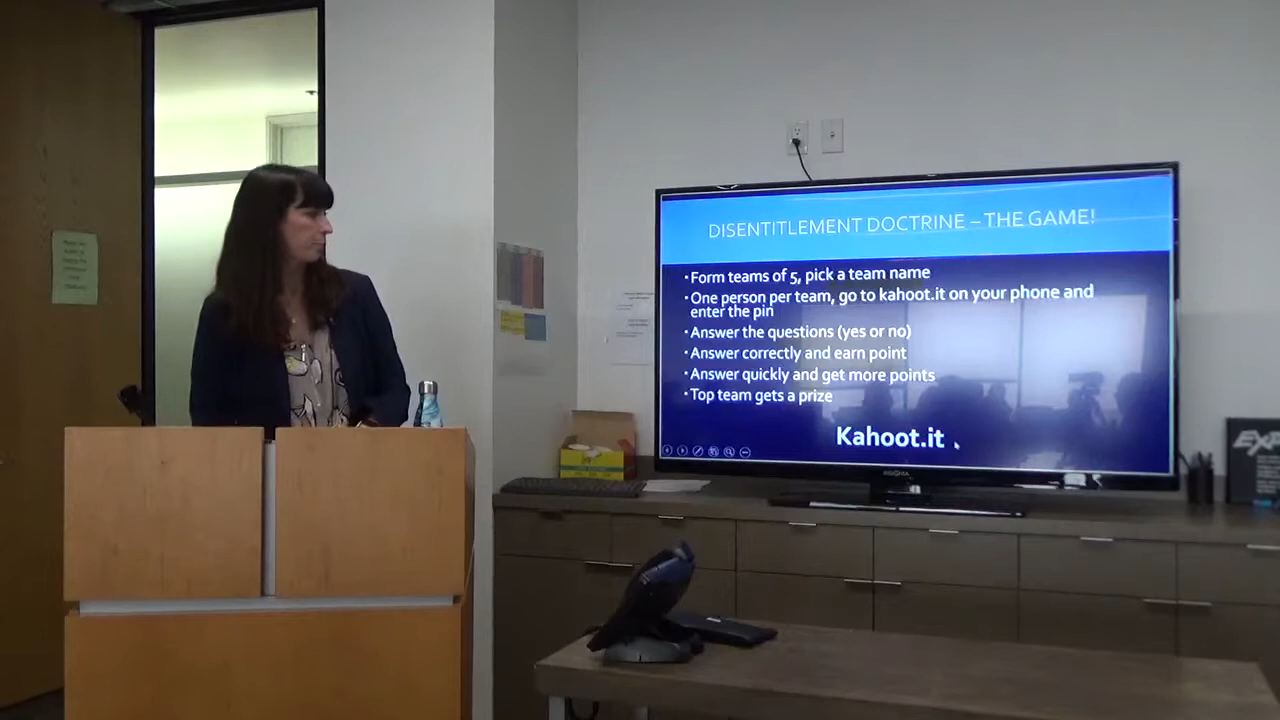 DISENTITLEMENT DOCTRINE – THE GAME!
• Form teams of 5, pick a team name
• One person per team, go to kahoot.it on your phone and
enter the pin
• Answer the questions (yes or no)
• Answer correctly and earn point
• Answer quickly and get more points
• Top team gets a prize
Kahoot.it
INSIGNIA